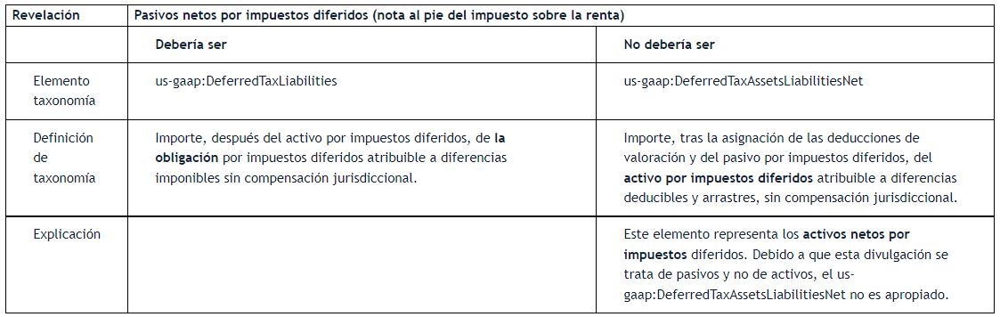 Revelación
Pasivos netos por impuestos diferidos (nota al pie del impuesto sobre la renta)
Debería ser
No debería ser
Elemento
taxonomía
us-gaap:DeferredTaxLiabilities
us-gaap:DeferredTaxAssetsLiabilitiesNet
Definición
de
taxonomía
Importe, después del activo por impuestos diferidos, de la
obligación por impuestos diferidos atribuible a diferencias
imponibles sin compensación jurisdiccional.
Importe, tras la asignación de las deducciones de
valoración y del pasivo por impuestos diferidos, del
activo por impuestos diferidos atribuible a diferencias
deducibles y arrastres, sin compensación jurisdiccional.
Explicación
Este elemento representa los activos netos por
impuestos diferidos. Debido a que esta divulgación se
trata de pasivos y no de activos, el us-
gaap:DeferredTaxAssetsLiabilitiesNet no es apropiado.